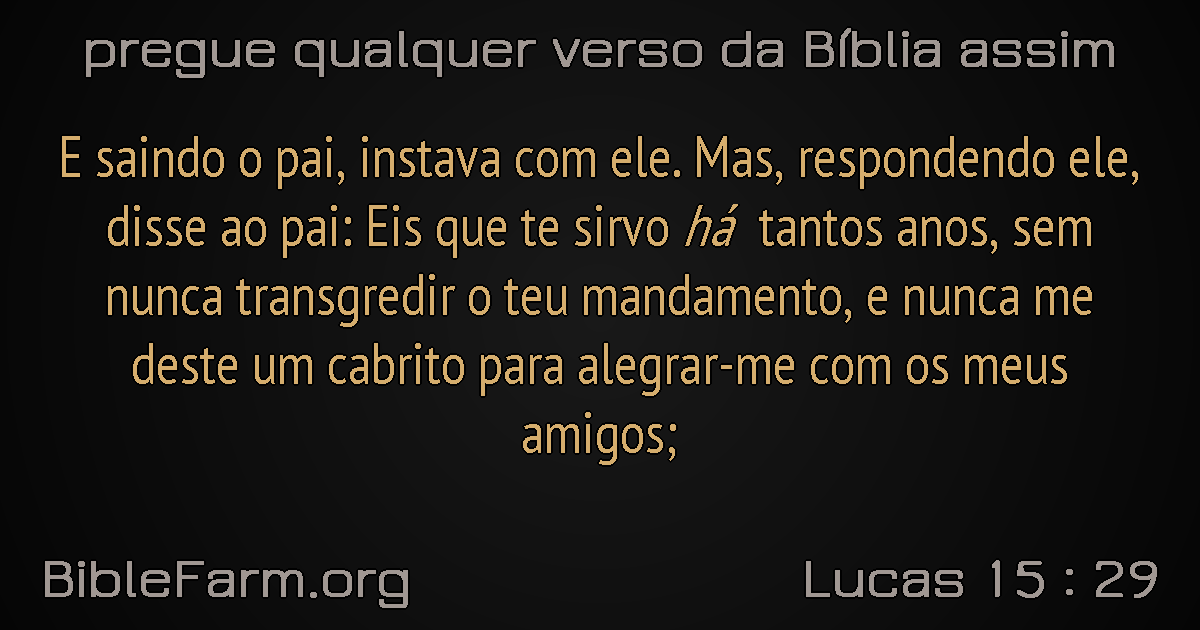 pregue qualquer verso da Bíblia assim
E saindo o pai, instava com ele. Mas, respondendo ele,
disse ao pai: Eis que te sirvo há tantos anos, sem
nunca transgredir o teu mandamento, e nunca me
deste um cabrito para alegrar-me com os meus
amigos;
BibleFarm.org
Lucas 15 : 29